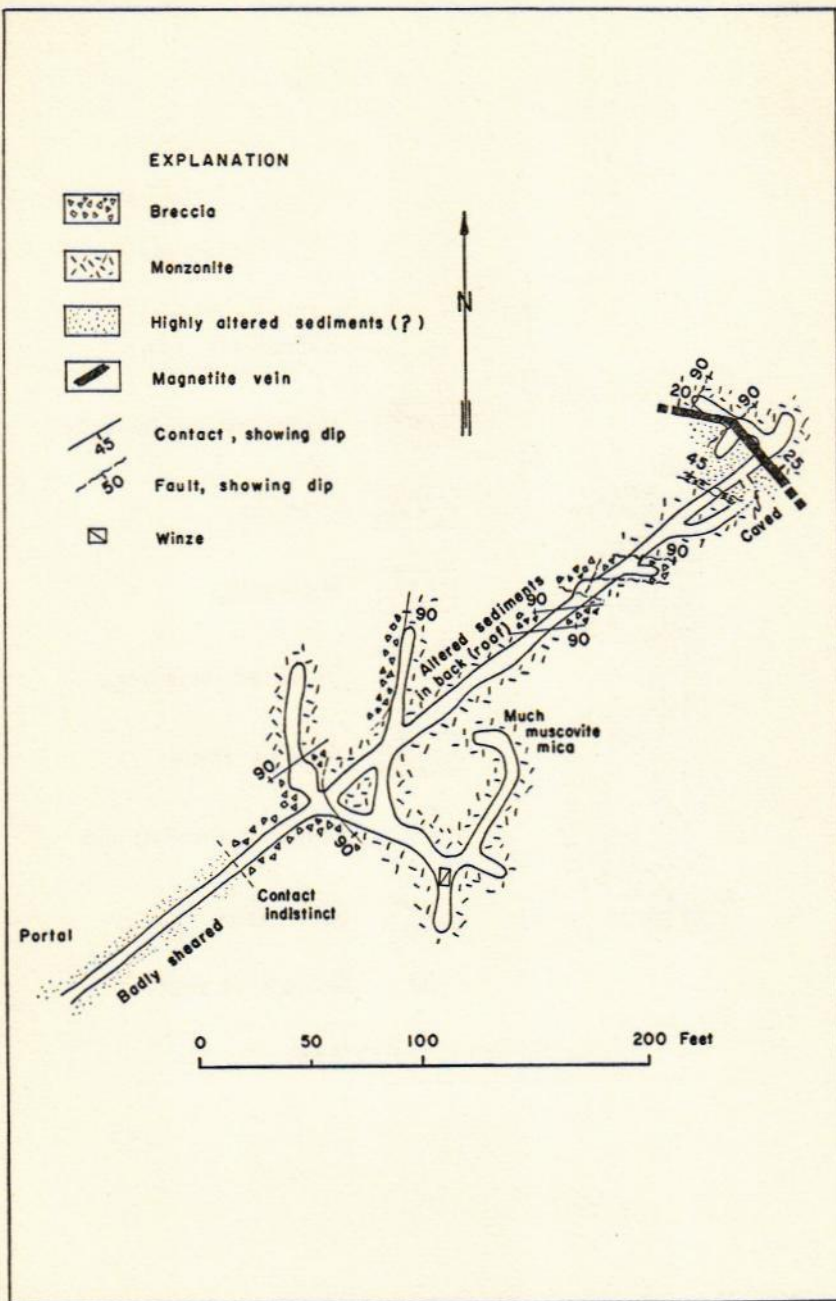 EXPLANATION
Breccia
Monzonite
Highly altered sediments (?)
Magnetite vein
45
Contact, showing dip
50
Fault, showing dip
Winze
N
90
20
90
45
25
Caved
90
90
90
Altered sediments
in back (roof)
90
Much
muscovite
mica
90
90
Contact
indistinct
Portal
Badly sheared
0 50 100 200 Feet